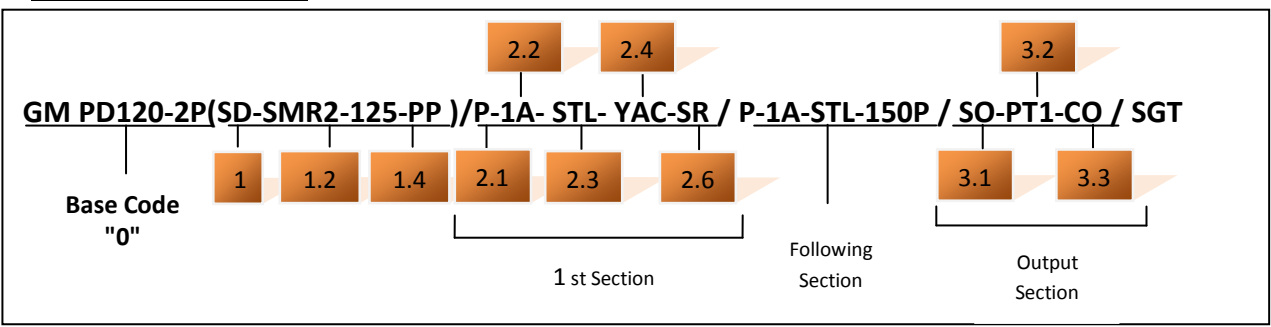 2.2 2.4 3.2
GM PD120-2P(SD-SMR2-125-PP )/P-1A- STL- YAC-SR / P-1A-STL-150P / SO-PT1-CO / SGT
1 1.2 1.4 2.1 2.3 2.6 3.1 3.3
Base Code
"0"
1 st Section
Following
Section
Output
Section